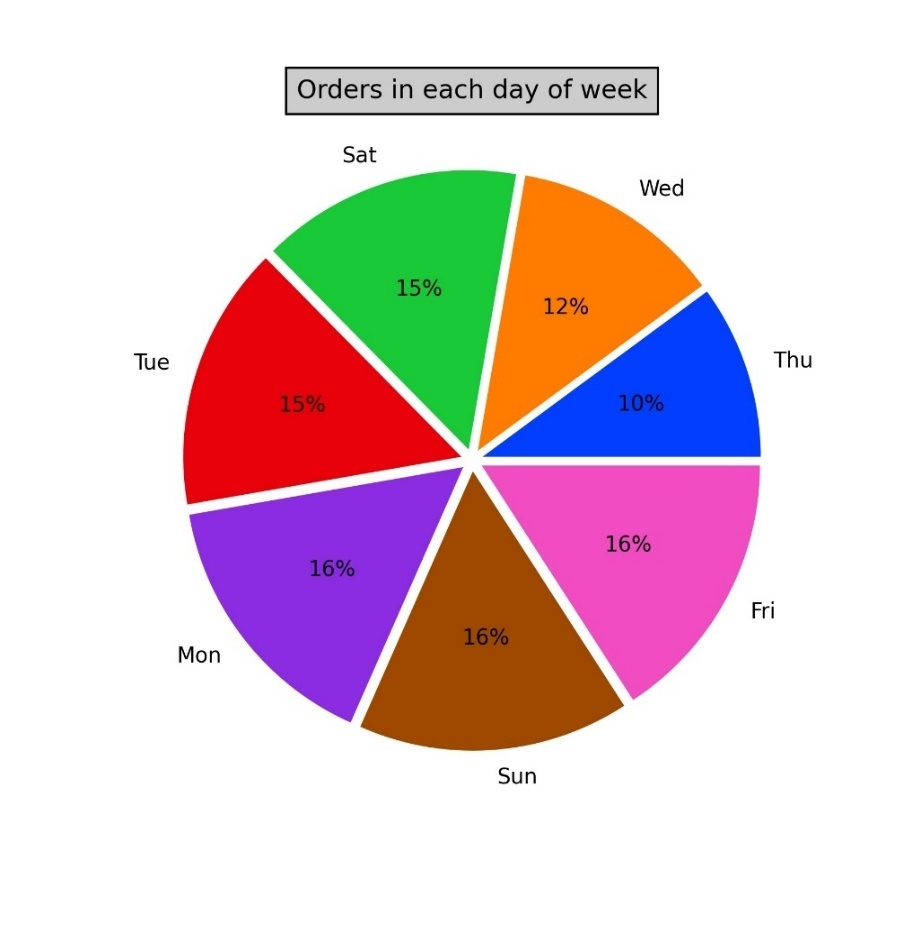 Orders in each day of week
Sat
Wed
15%
12%
Tue
Thu
15%
10%
16%
16%
Fri
16%
Mon
Sun